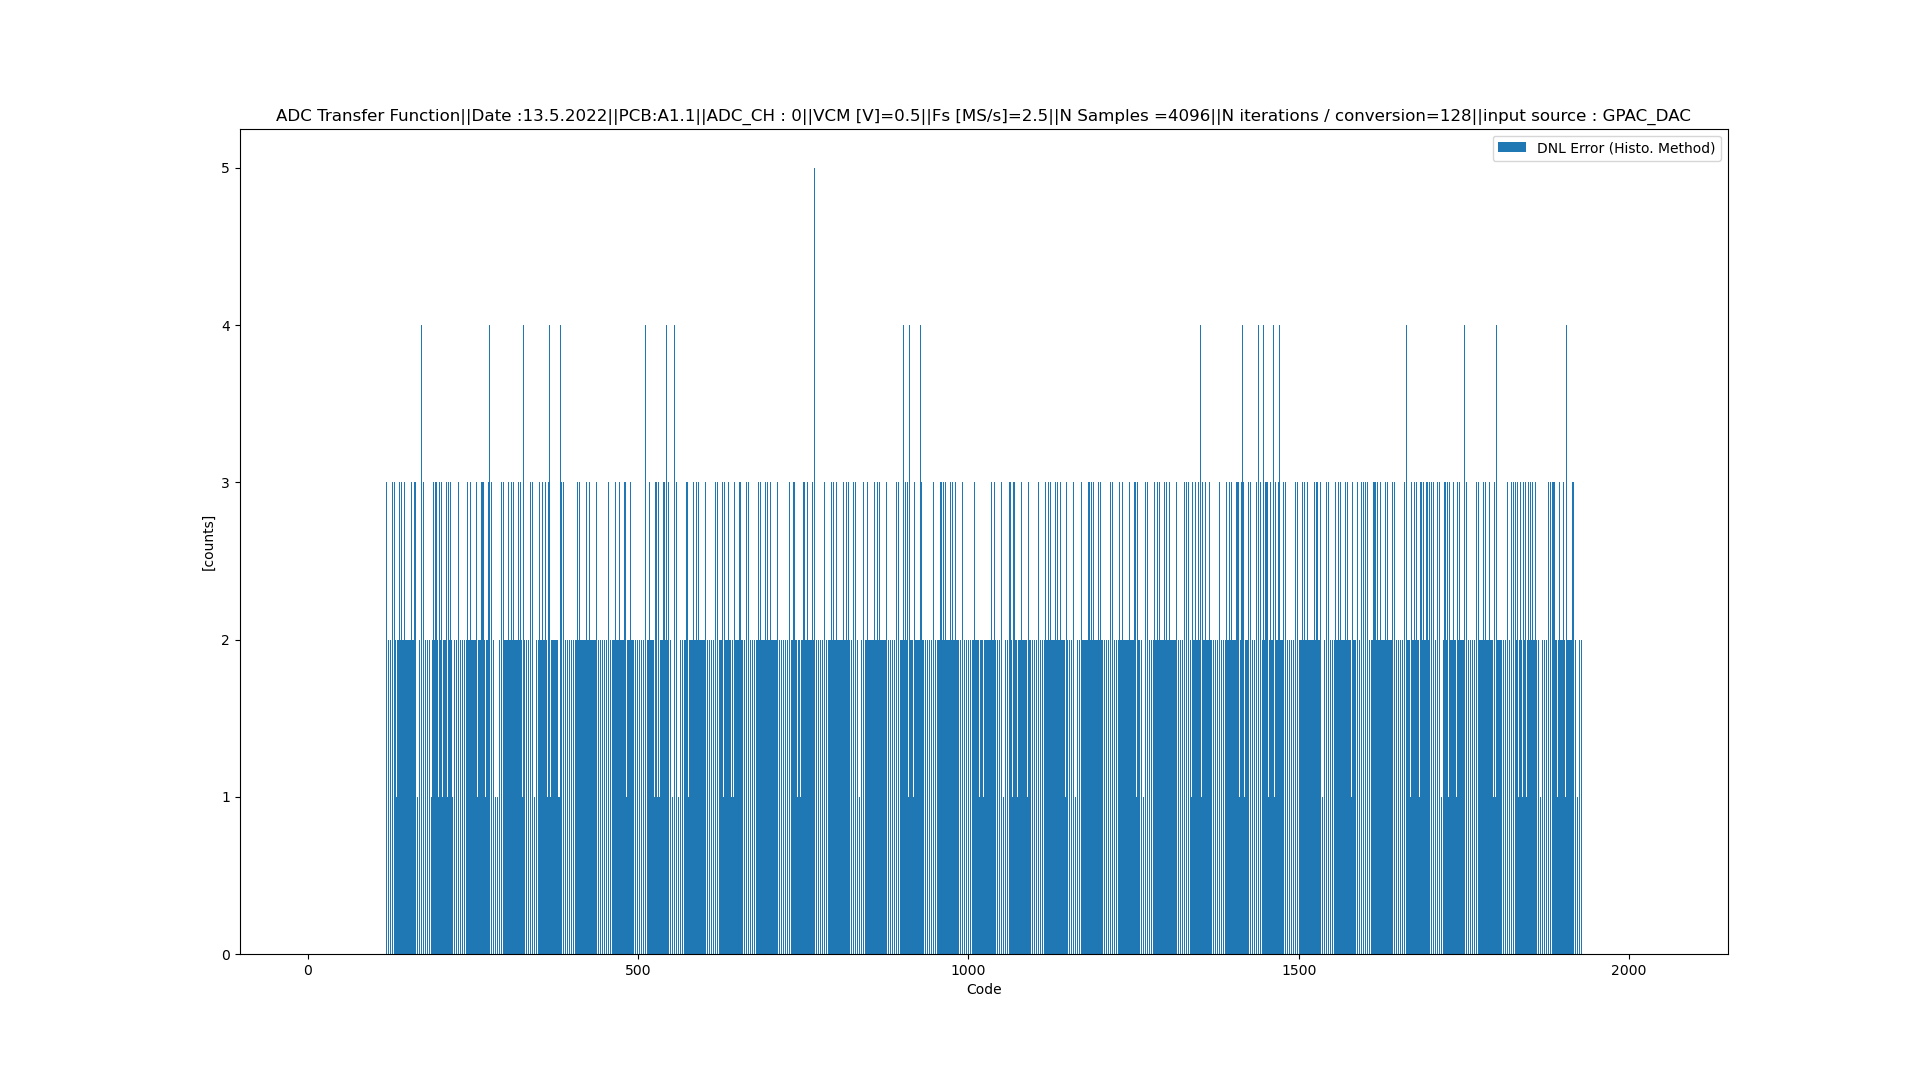 ADC Transfer Function||Date :13.5.2022||PCB:A1.1||ADC_CH : 0||VCM [V]=0.5||Fs [MS/s]=2.5||N Samples =4096||N iterations / conversion=128||input source : GPAC_DAC
DNL Error (Histo. Method)
5
4
3
2
1
0
[counts]
0 500 1000 1500 2000
Code